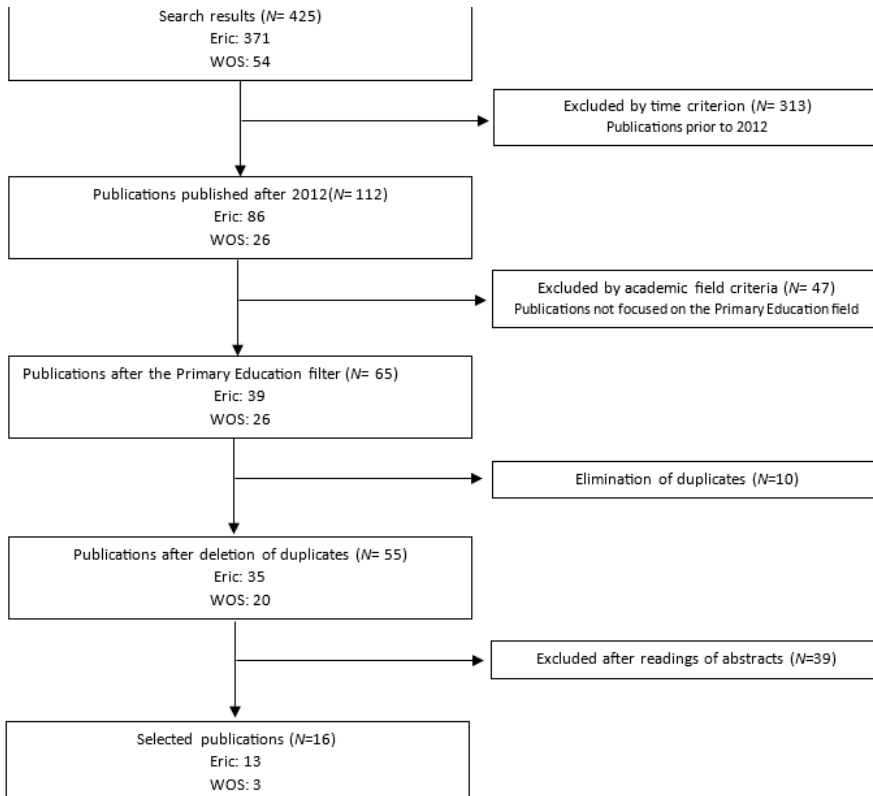 Search results (N= 425)
Eric: 371
WOS: 54
Excluded by time criterion (N= 313)
Publications prior to 2012
Publications published after 2012(N= 112)
Eric: 86
WOS: 26
Excluded by academic field criteria (N= 47)
Publications not focused on the Primary Education field
Publications after the Primary Education filter (N= 65)
Eric: 39
WOS: 26
Elimination of duplicates (N=10)
Publications after deletion of duplicates (N= 55)
Eric: 35
WOS: 20
Excluded after readings of abstracts (N=39)
Selected publications (N=16)
Eric: 13
WOS: 3